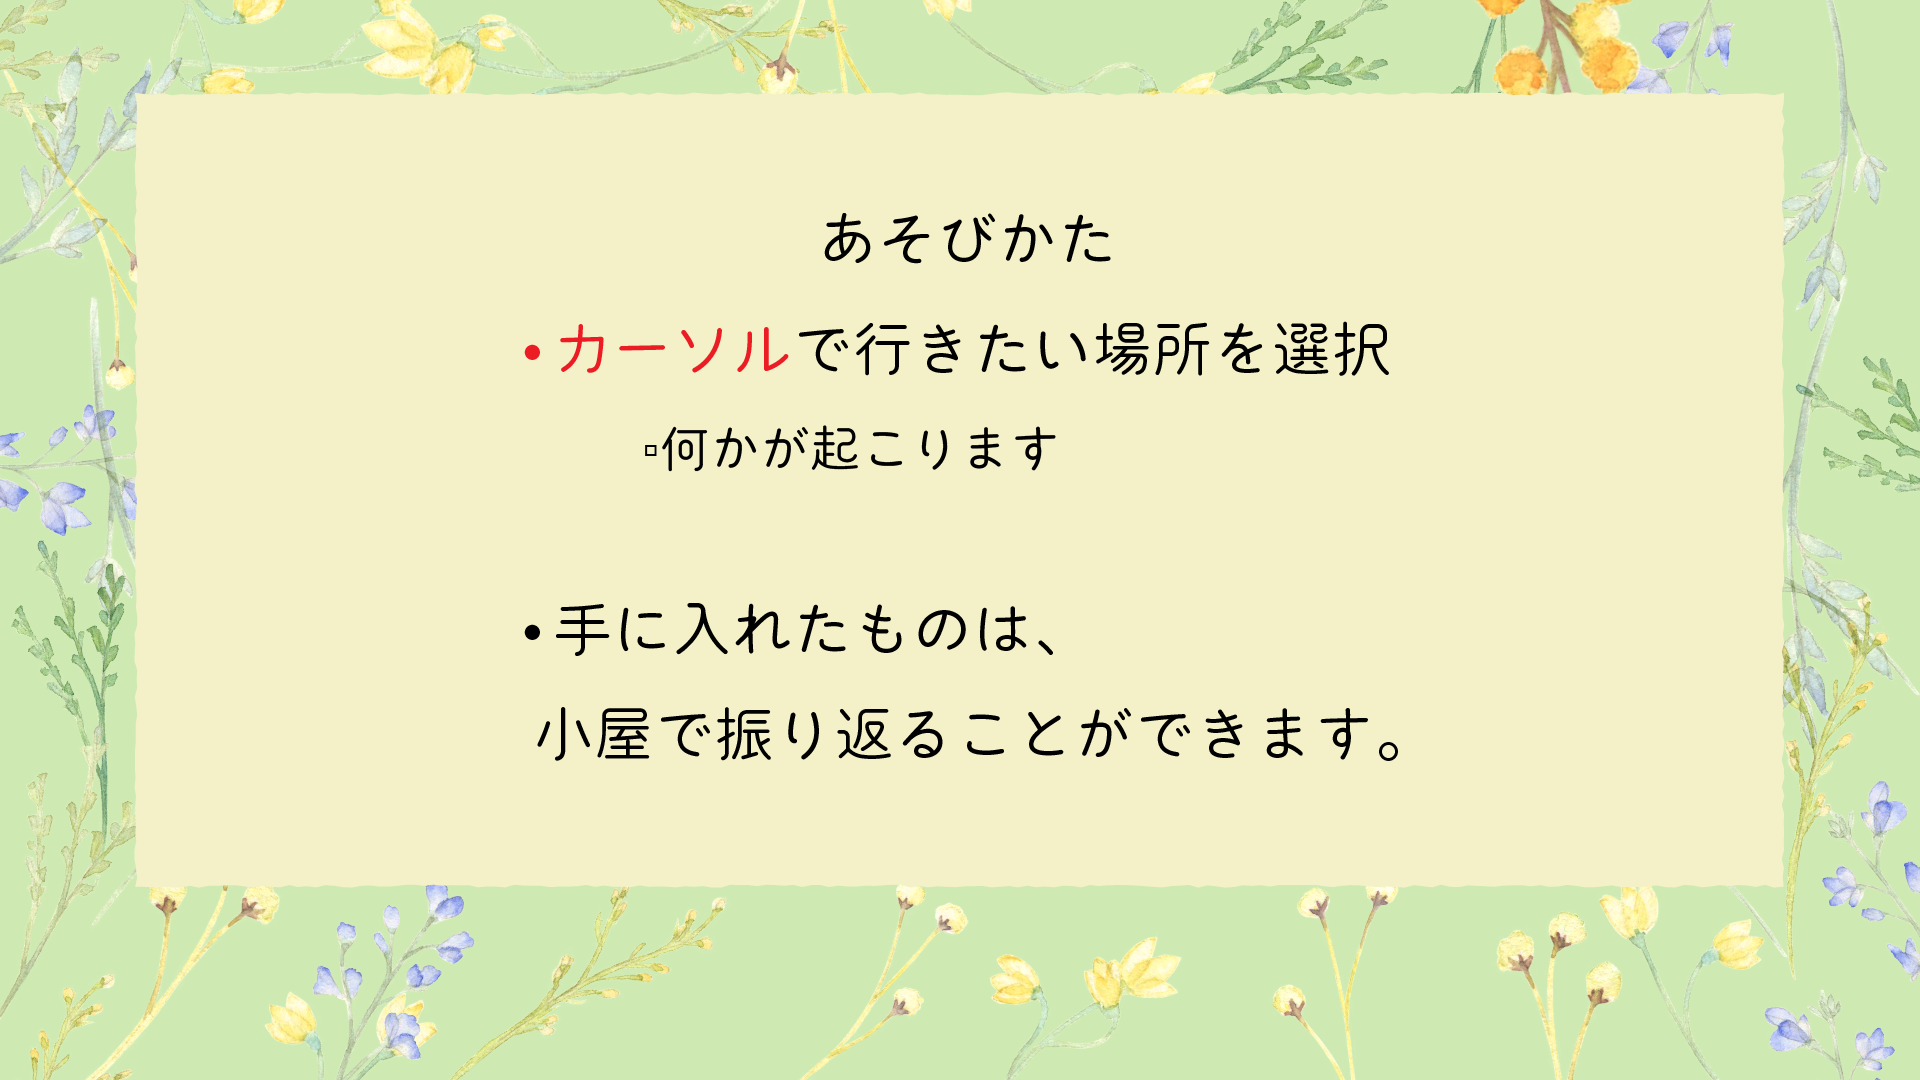 あそびかた
•カーソルで行きたい場所を選択
▫何かが起こります
•手に入れたものは、
小屋で振り返ることができます。